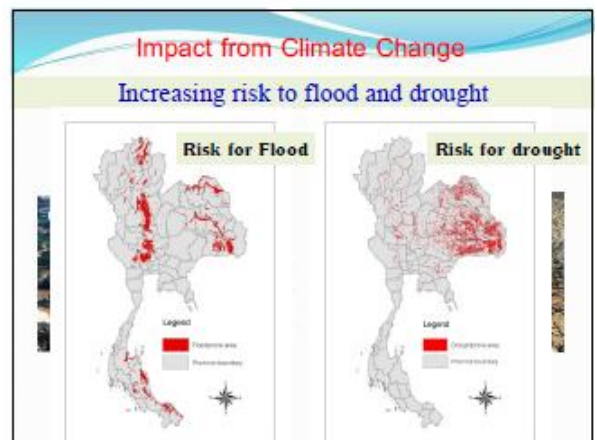 Impact from Climate Change
Increasing risk to flood and drought
Risk for Flood
Risk for drought
Legend
Legend